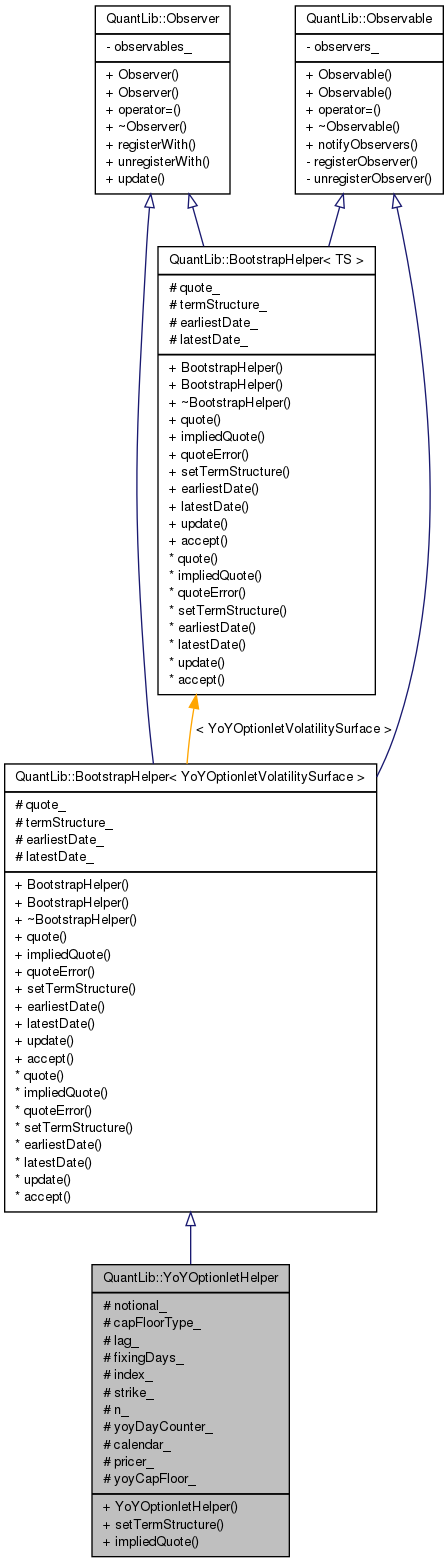 QuantLib::Observer
- observables_
+ Observer()
+ Observer()
+ operator=()
+ ~Observer()
+ registerWith()
+ unregisterWith()
+ update()
QuantLib::Observable
- observers_
+ Observable()
+ Observable()
+ operator=()
+ ~Observable()
+ notifyObservers()
- registerObserver()
- unregisterObserver()
QuantLib::BootstrapHelper< TS >
# quote_
# termStructure_
# earliestDate_
# latestDate_
+ BootstrapHelper()
+ BootstrapHelper()
+ ~BootstrapHelper()
+ quote()
+ impliedQuote()
+ quoteError()
+ setTermStructure()
+ earliestDate()
+ latestDate()
+ update()
+ accept()
* quote()
* impliedQuote()
* quoteError()
* setTermStructure()
* earliestDate()
* latestDate()
* update()
* accept()
< YoYOptionletVolatilitySurface >
QuantLib::BootstrapHelper< YoYOptionletVolatilitySurface >
# quote_
# termStructure_
# earliestDate_
# latestDate_
+ BootstrapHelper()
+ BootstrapHelper()
+ ~BootstrapHelper()
+ quote()
+ impliedQuote()
+ quoteError()
+ setTermStructure()
+ earliestDate()
+ latestDate()
+ update()
+ accept()
* quote()
* impliedQuote()
* quoteError()
* setTermStructure()
* earliestDate()
* latestDate()
* update()
* accept()
QuantLib::YoYOptionletHelper
# notional_
# capFloorType_
# lag_
# fixingDays_
# index_
# strike_
# n_
# yoyDayCounter_
# calendar_
# pricer_
# yoyCapFloor_
+ YoYOptionletHelper()
+ setTermStructure()
+ impliedQuote()